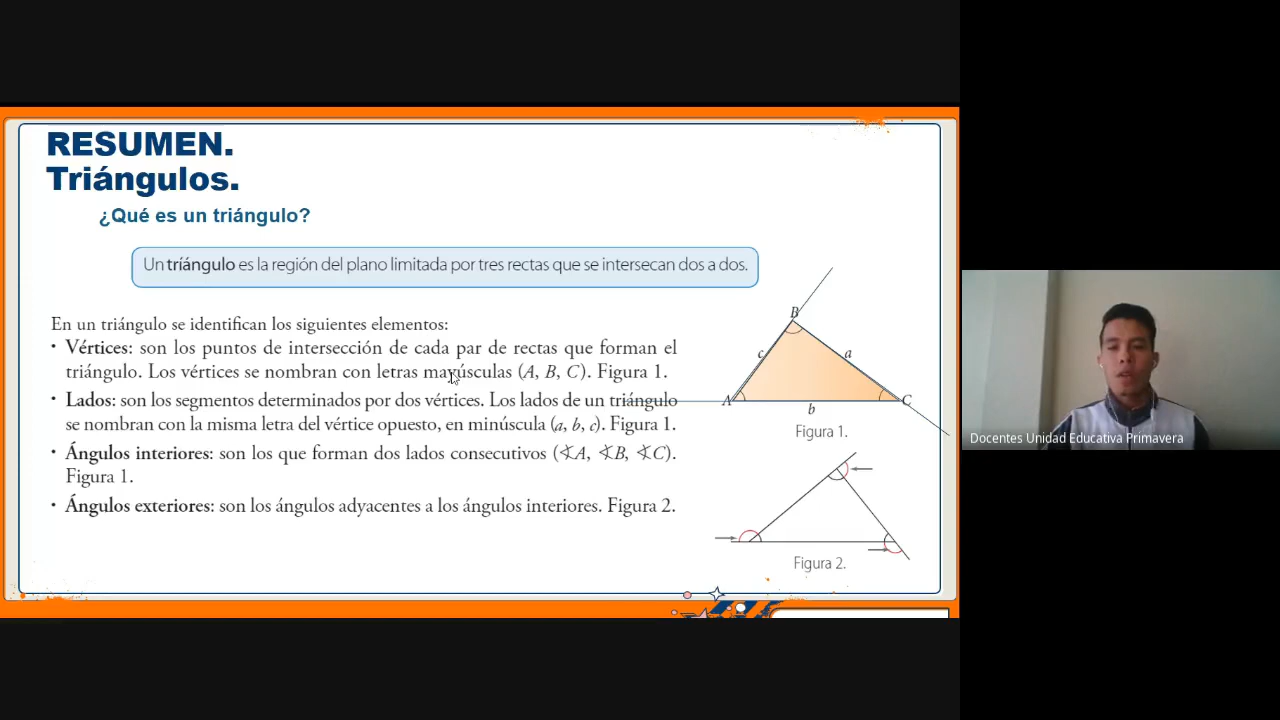 RESUMEN.
Triángulos.
¿Qué es un triángulo?
Un tríángulo es la región del plano limitada por tres rectas que se intersecan dos a dos.
En un triángulo se identifican los siguientes elementos:
• Vértices: son los puntos de intersección de cada par de rectas que forman el
triángulo. Los vértices se nombran con letras mayúsculas (A, B, C). Figura 1.
• Lados: son los segmentos determinados por dos vértices. Los lados de un triángulo
se nombran con la misma letra del vértice opuesto, en minúscula (a, b, c). Figura 1.
• Ángulos interiores: son los que forman dos lados consecutivos (∢A, ∢B, ∢C).
Figura 1.
• Ángulos exteriores: son los ángulos adyacentes a los ángulos interiores. Figura 2.
B
c
a
A
C
b
Figura 1.
Figura 2.
Docentes Unidad Educativa Primavera